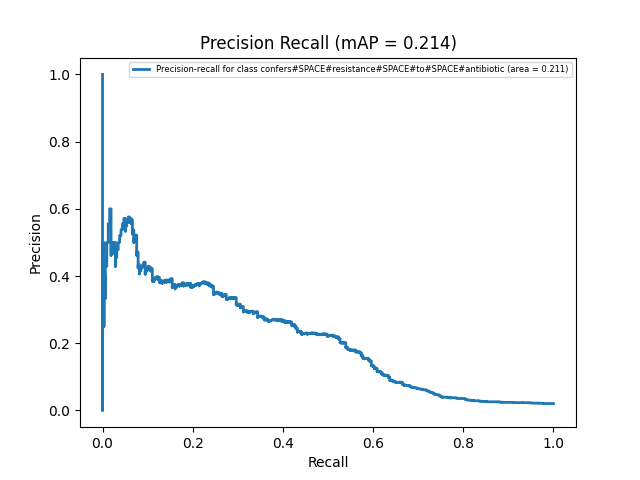 Precision Recall (mAP = 0.214)
Precision-recall for class confers#SPACE#resistance#SPACE#to#SPACE#antibiotic (area = 0.211)
1.0
0.8
0.6
0.4
0.2
0.0
Precision
0.0 0.2 0.4 0.6 0.8 1.0
Recall